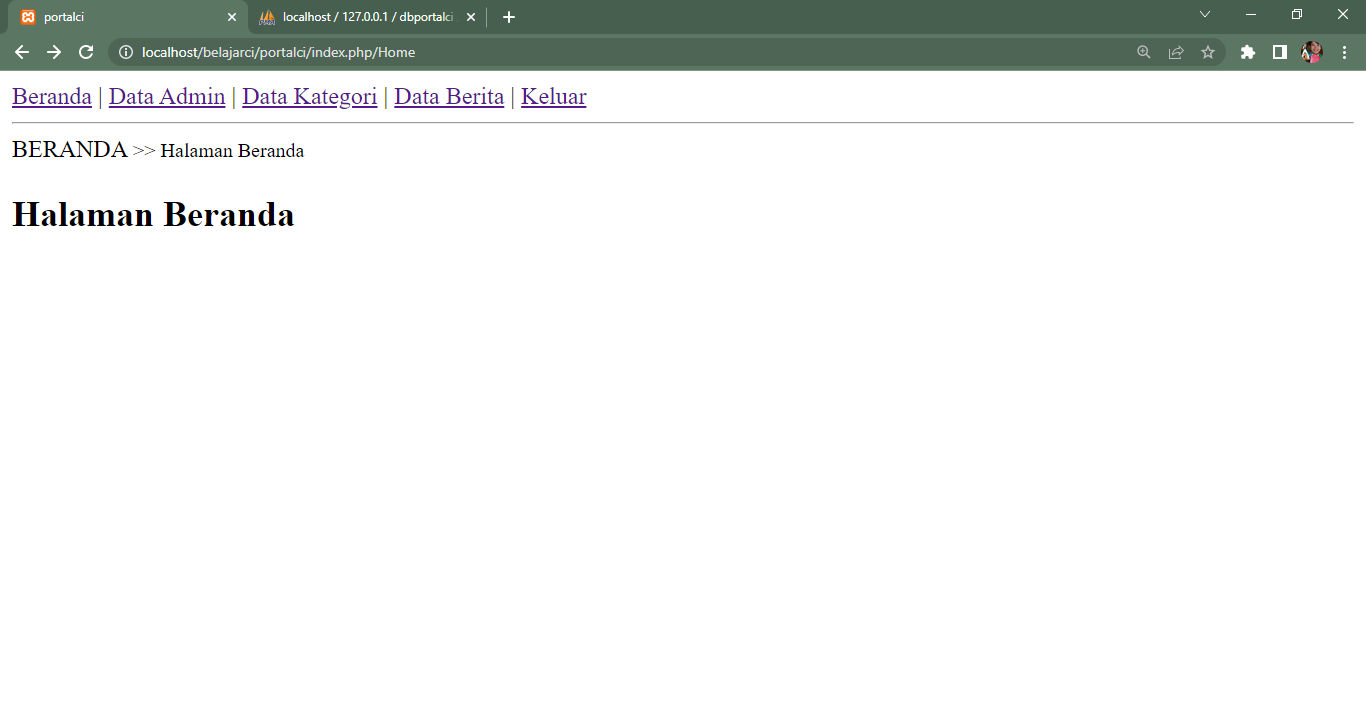 portalci
localhost / 127.0.0.1 / dbportalci
localhost/belajarci/portalci/index.php/Home
Beranda | Data Admin | Data Kategori | Data Berita | Keluar
BERANDA >> Halaman Beranda
Halaman Beranda